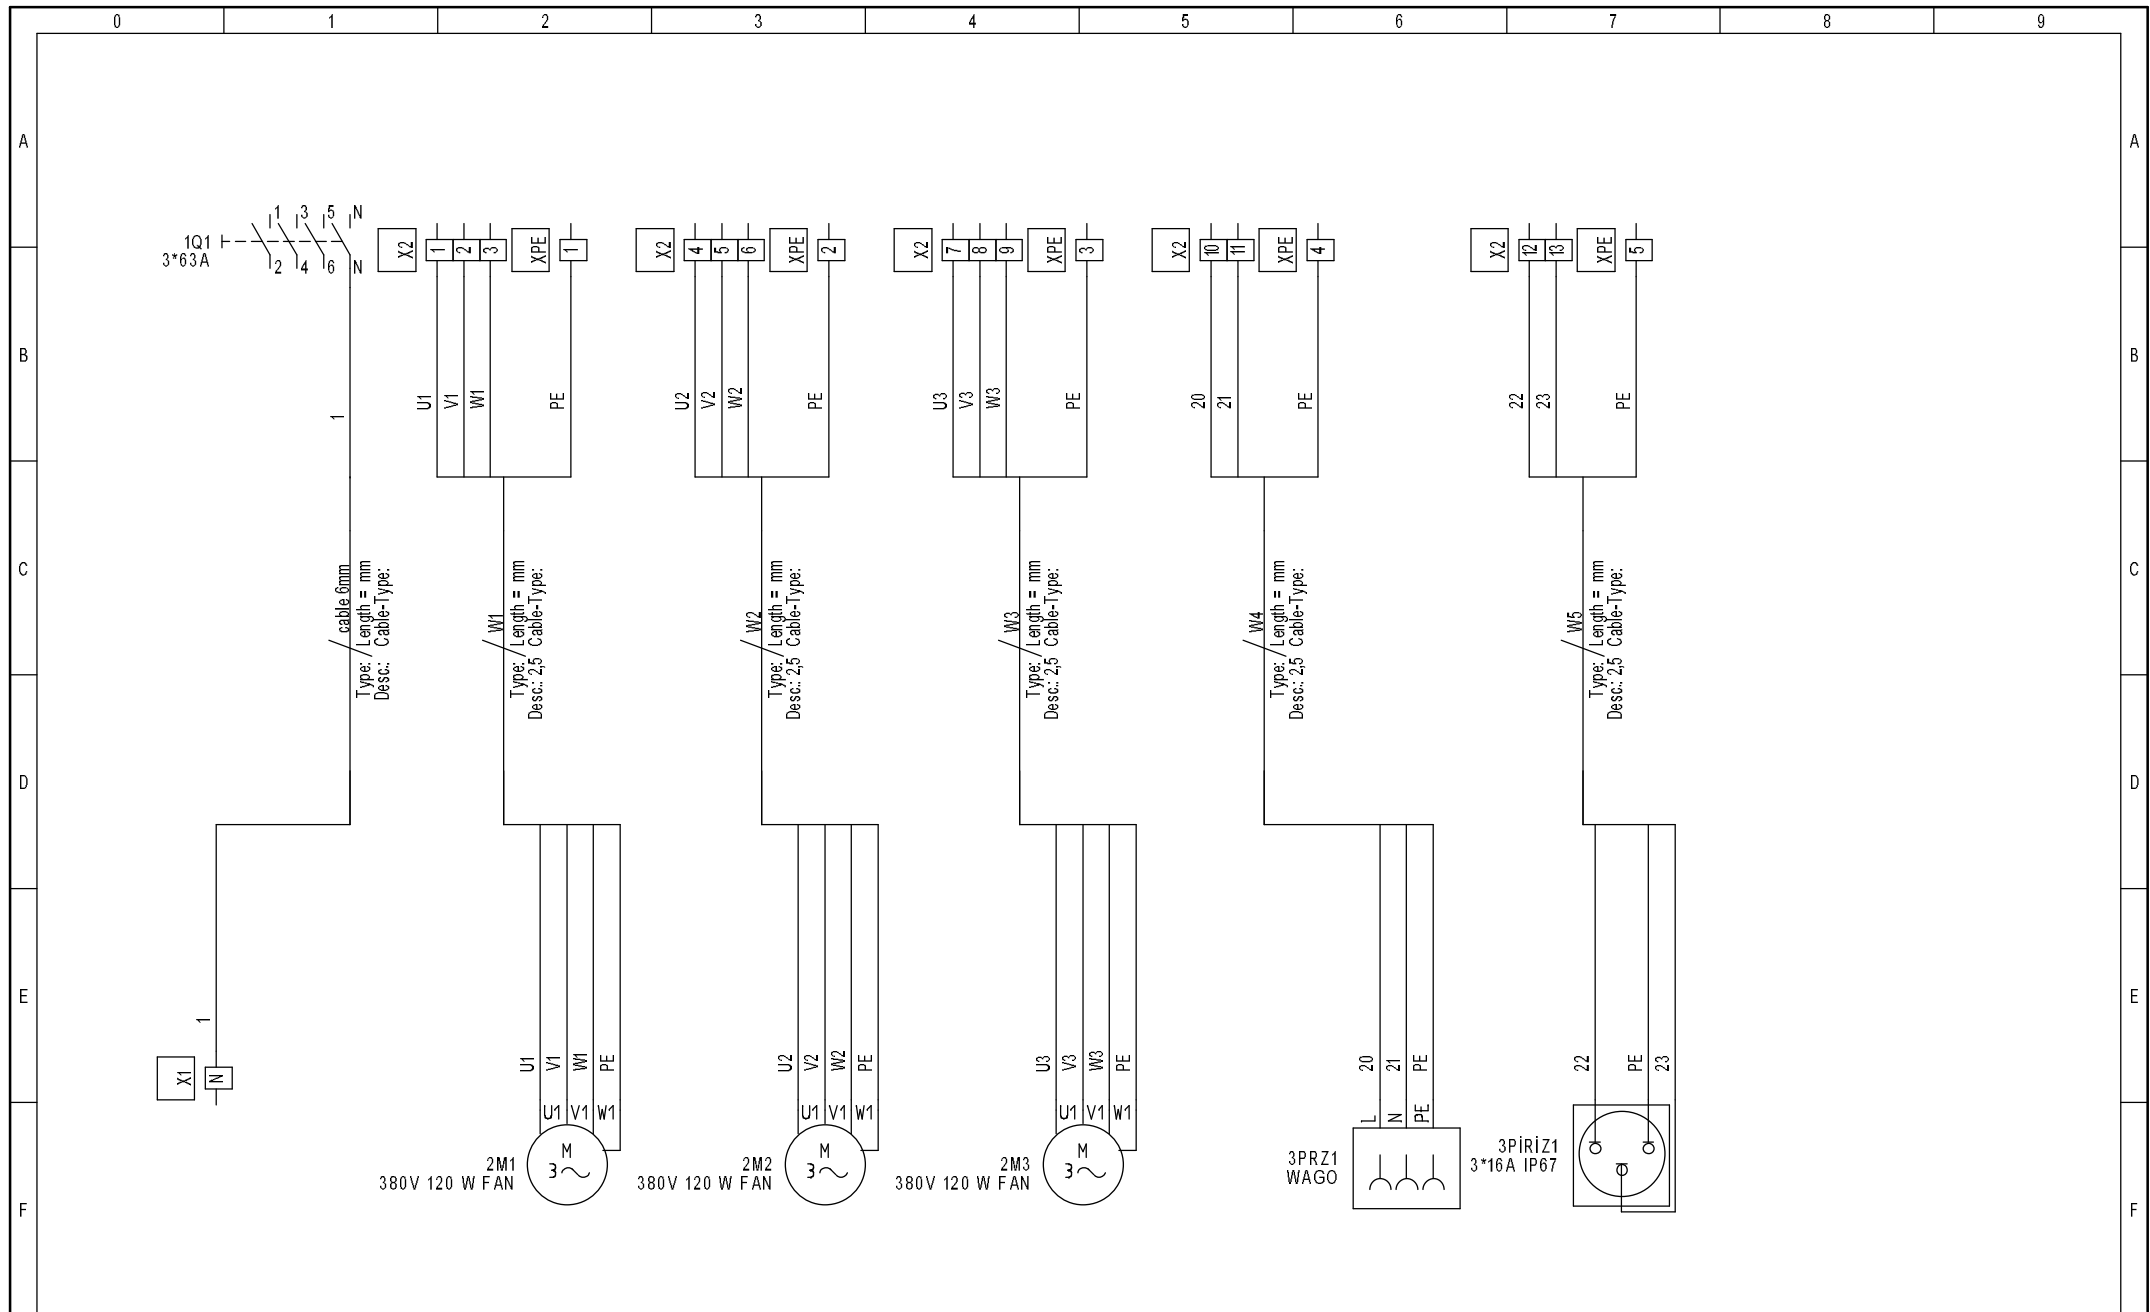 0 1 2 3 4 5 6 7 8 9
A A
1 3 5 N
1Q1
3*63A
2 4 6 N
X2 1 2 3 XPE 1
X2 4 5 6 XPE 2
X2 7 8 9 XPE 3
X2 10 11 XPE 4
X2 12 13 XPE 5
B B
1
U1 V1 W1 PE
U2 V2 W2 PE
U3 V3 W3 PE
20 21 PE
22 23 PE
C C
cable 6mm
Type: Length = mm
Desc.: Cable-Type:
W1
Type: Length = mm
Desc.: 2,5 Cable-Type:
W2
Type: Length = mm
Desc.: 2,5 Cable-Type:
W3
Type: Length = mm
Desc.: 2,5 Cable-Type:
W4
Type: Length = mm
Desc.: 2,5 Cable-Type:
W5
Type: Length = mm
Desc.: 2,5 Cable-Type:
D D
E E
1
X1 N
U1 V1 W1 PE
U2 V2 W2 PE
U3 V3 W3 PE
20 21 PE
22 PE 23
U1 V1 W1
U1 V1 W1
U1 V1 W1
L N PE
M
3
2M1
380V 120 W FAN
M
3
2M2
380V 120 W FAN
M
3
2M3
380V 120 W FAN
3PRZ1
WAGO
3PİRİZ1
3*16A IP67
F F